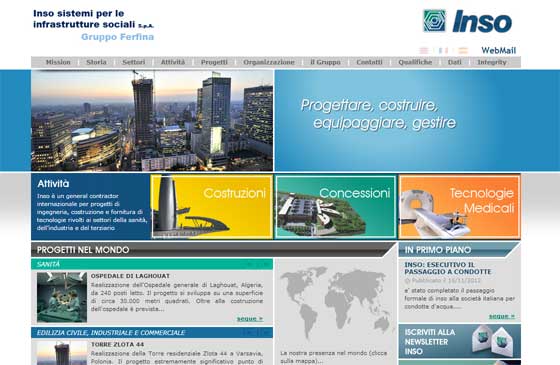 Inso sistemi per le
infrastrutture sociali S.p.A.
Gruppo Ferfina
Inso
WebMail
Mission Storia Settori Attività Progetti Organizzazione il Gruppo Contatti Qualifiche Dati Integrity
Progettare, costruire,
equipaggiare, gestire
Attività
Inso è un general contractor
internazionale per progetti di
ingegneria, costruzione e fornitura di
tecnologie rivolti ai settori della sanità,
dell'industria e del terziario
Costruzioni
Concessioni
Tecnologie
Medicali
PROGETTI NEL MONDO
SANITÀ
OSPEDALE DI LAGHOUAT
Realizzazione dell'Ospedale generale di Laghouat, Algeria,
da 240 posti letto. Il progetto si sviluppa su una superficie
di circa 30.000 metri quadrati. Oltre alla costruzione
dell'ospedale è prevista...
segue »
EDILIZIA CIVILE, INDUSTRIALE E COMMERCIALE
TORRE ZLOTA 44
Realizzazione della Torre residenziale Zlota 44 a Varsavia,
Polonia. Il progetto estremamente significativo punto di
La nostra presenza nel mondo (clicca
sulla mappa)...
IN PRIMO PIANO
INSO: ESECUTIVO IL
PASSAGGIO A CONDOTTE
Pubblicato il 16/11/2012
e' stato completato il passaggio
formale di inso alla società italiana per
condotte d'acqua....
segue »
ISCRIVITI ALLA
NEWSLETTER
INSO